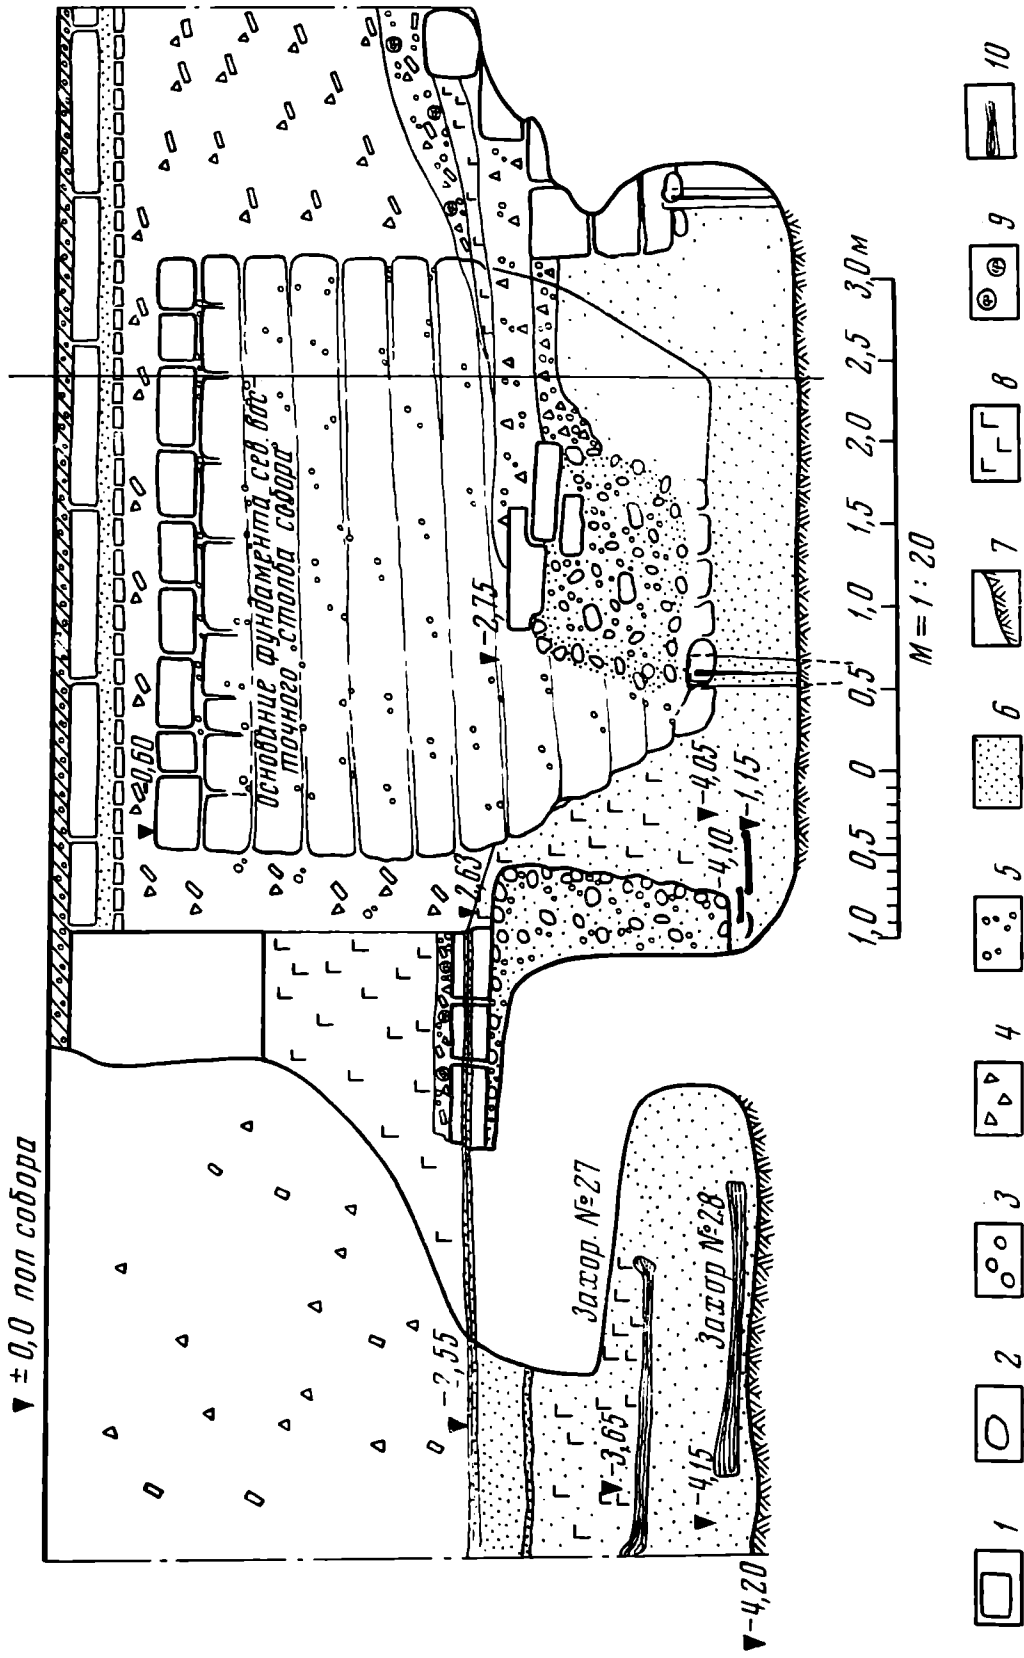 ▼ ± 0,0 пол собора
▼-0,60
Основание фундамента сев. вос-
точного столба собора
▼-2,75
▼-2,63
▼-2,55
Захор. №27
▼-3,65
Захор №28
▼-4,15
▼-4,05
▼-4,10
▼-1,15
▼-4,20
1,0 0,5 0 0,5 1,0 1,5 2,0 2,5 3,0м
М = 1 : 20
1 2 3 4 5 6 7 8 9 10